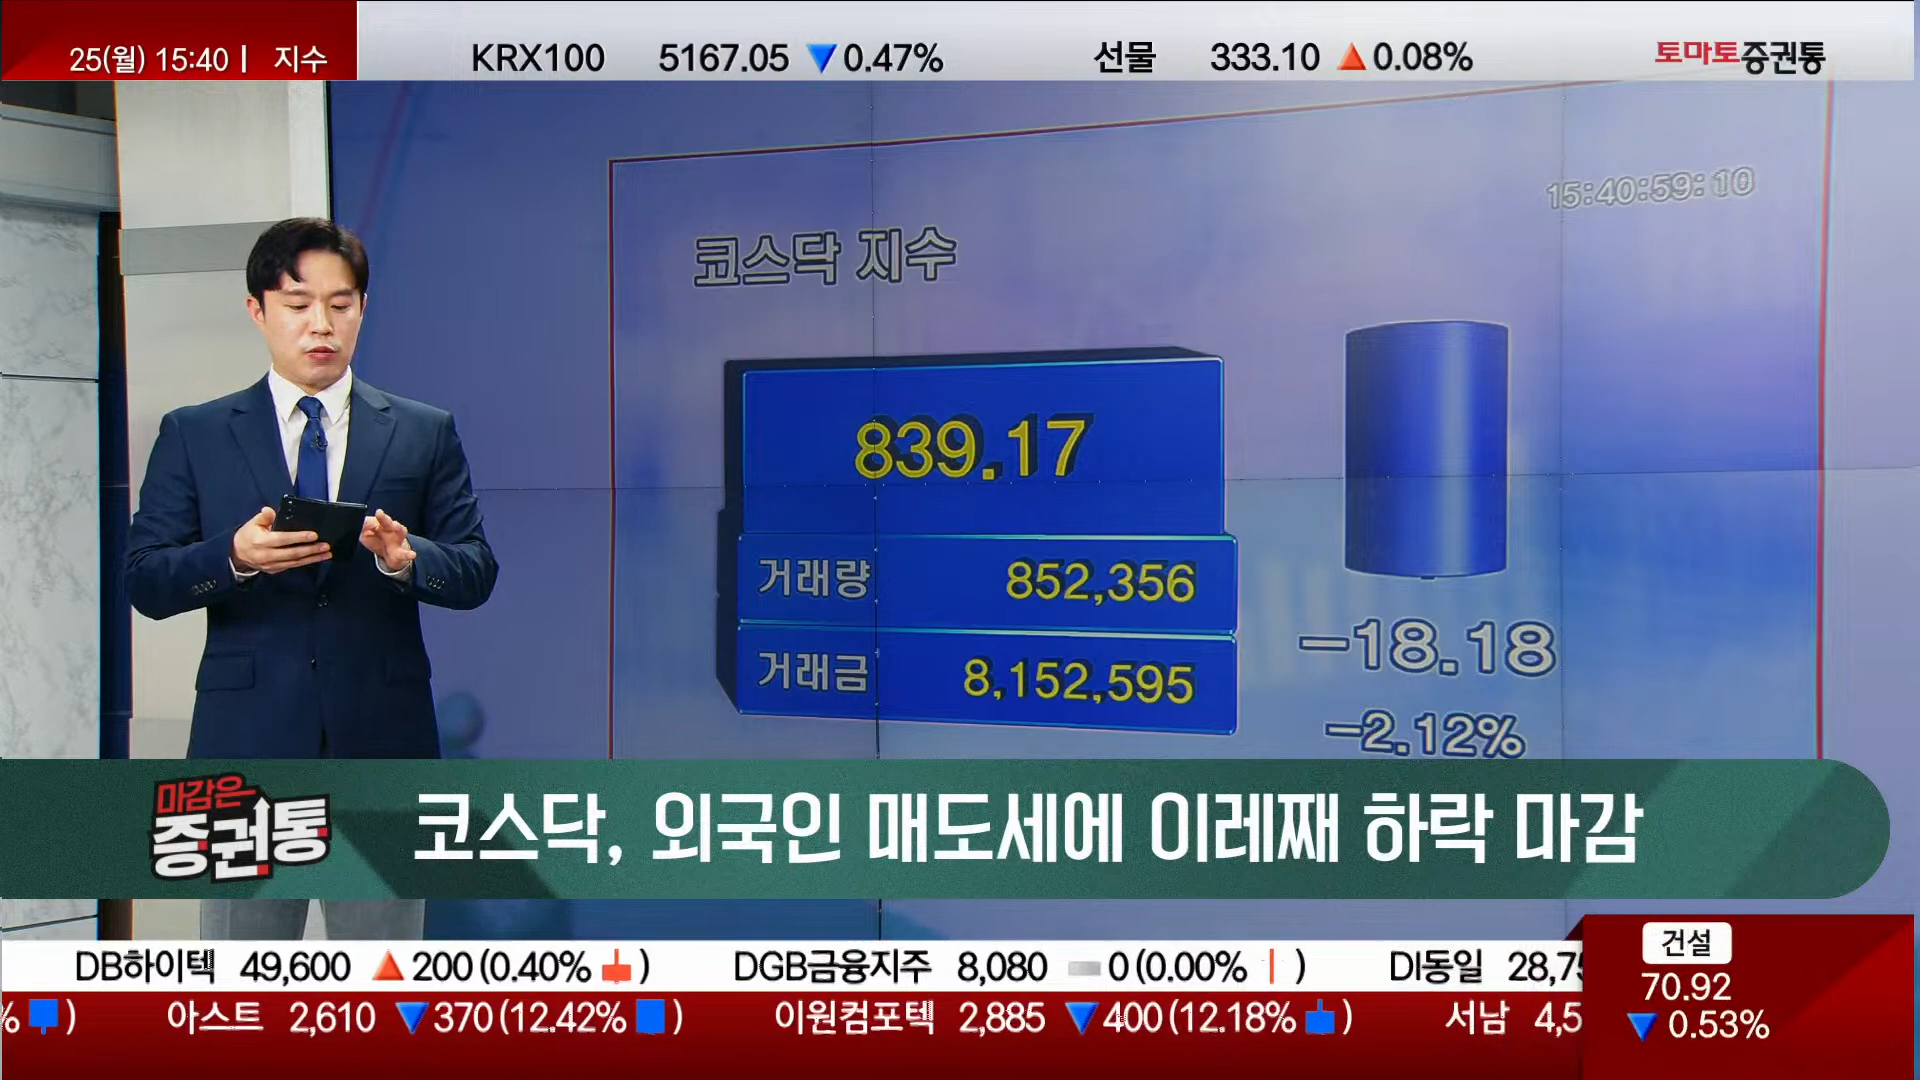 25(월) 15:40 | 지수 KRX100 5167.05 ▼ 0.47% 선물 333.10 ▲ 0.08% 토마토증권통
15:40:59:10
코스닥 지수
839.17
거래량 852,356
거래금 8,152,595
-18.18
-2.12%
마감은
증권통
코스닥, 외국인 매도세에 이레째 하락 마감
DB하이텍 49,600 ▲ 200 (0.40% ) DGB금융지주 8,080 0 (0.00% ) DI동일 28,75
% ) 아스트 2,610 ▼ 370 (12.42% ) 이원컴포텍 2,885 ▼ 400 (12.18% ) 서남 4,5
건설
70.92
▼ 0.53%